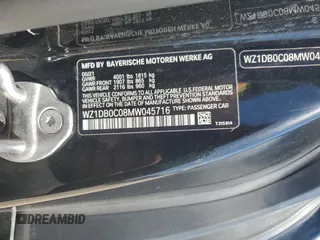 MFD BY BAYERISCHE MOTOREN WERKE AG
05/21
GVWR 4001 lbs 1815 kg
GAWR FRONT 1907 lbs 865 kg
GAWR REAR 2116 lbs 960 kg
THIS VEHICLE CONFORMS TO ALL APPLICABLE U.S. FEDERAL MOTOR
VEHICLE SAFETY, BUMPER, AND THEFT PREVENTION STANDARDS
IN EFFECT ON THE DATE OF MANUFACTURE SHOWN ABOVE.
WZ1DB0C08MW045716 TYPE: PASSENGER CAR
WZ1DB0C08MW04
DREAMBID